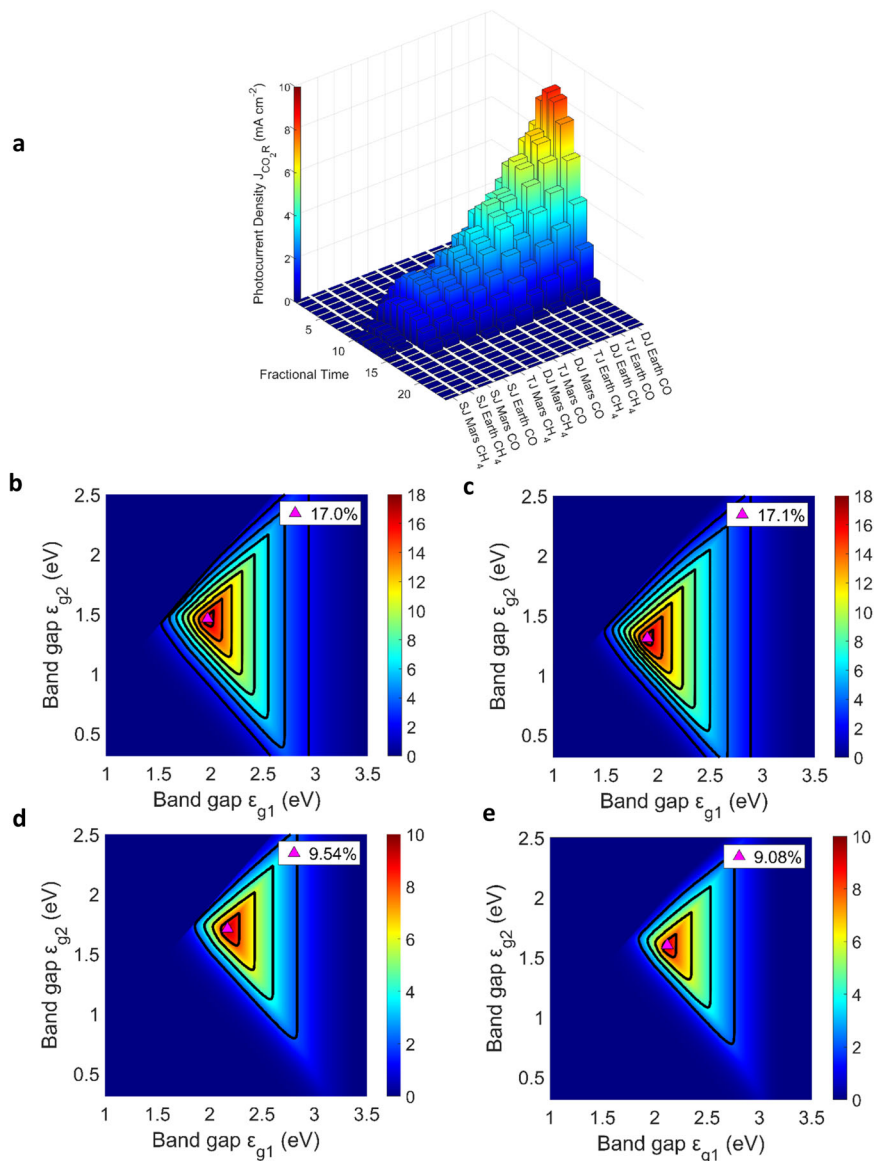 a
Photocurrent Density J_CO₂R (mA cm⁻²)
10
8
6
4
2
0
5
10
15
20
Fractional Time
SJ Mars CH₄
SJ Earth CH₄
SJ Mars CO
SJ Earth CO
TJ Mars CH₄
DJ Mars CH₄
TJ Mars CO
DJ Mars CO
TJ Earth CH₄
DJ Earth CH₄
TJ Earth CO
DJ Earth CO
b
17.0%
Band gap ε_g2 (eV)
2.5
2
1.5
1
0.5
1 1.5 2 2.5 3 3.5
Band gap ε_g1 (eV)
18
16
14
12
10
8
6
4
2
0
c
17.1%
Band gap ε_g2 (eV)
2.5
2
1.5
1
0.5
1 1.5 2 2.5 3 3.5
Band gap ε_g1 (eV)
18
16
14
12
10
8
6
4
2
0
d
9.54%
Band gap ε_g2 (eV)
2.5
2
1.5
1
0.5
1 1.5 2 2.5 3 3.5
Band gap ε_g1 (eV)
10
8
6
4
2
0
e
9.08%
Band gap ε_g2 (eV)
2.5
2
1.5
1
0.5
1 1.5 2 2.5 3 3.5
Band gap ε_g1 (eV)
10
8
6
4
2
0